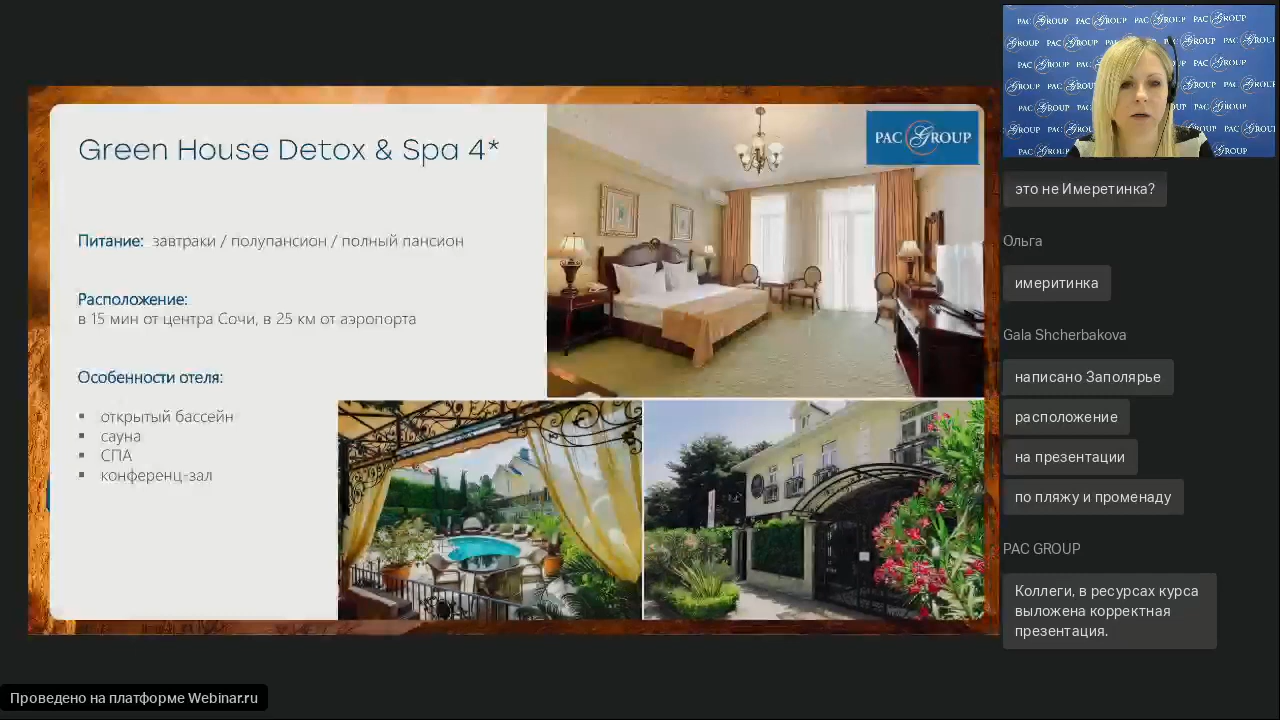 Green House Detox & Spa 4*
Питание: завтраки / полупансион / полный пансион
Расположение:
в 15 мин от центра Сочи, в 25 км от аэропорта
Особенности отеля:
▪ открытый бассейн
▪ сауна
▪ СПА
▪ конференц-зал
PAC GROUP
это не Имеретинка?
Ольга
имеритинка
Gala Shcherbakova
написано Заполярье
расположение
на презентации
по пляжу и променаду
PAC GROUP
Коллеги, в ресурсах курса
выложена корректная
презентация.
Проведено на платформе Webinar.ru